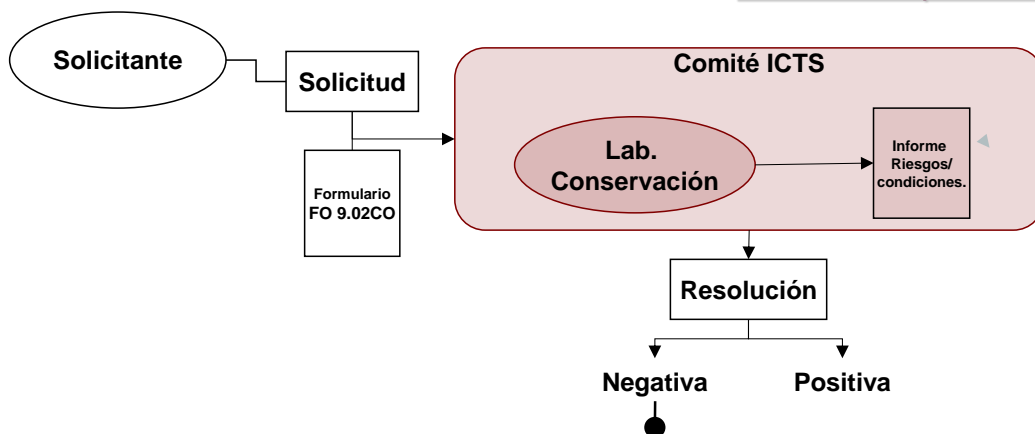 Solicitante
Solicitud
Formulario
FO 9.02CO
Comité ICTS
Lab.
Conservación
Informe
Riesgos/
condiciones.
Resolución
Negativa
Positiva